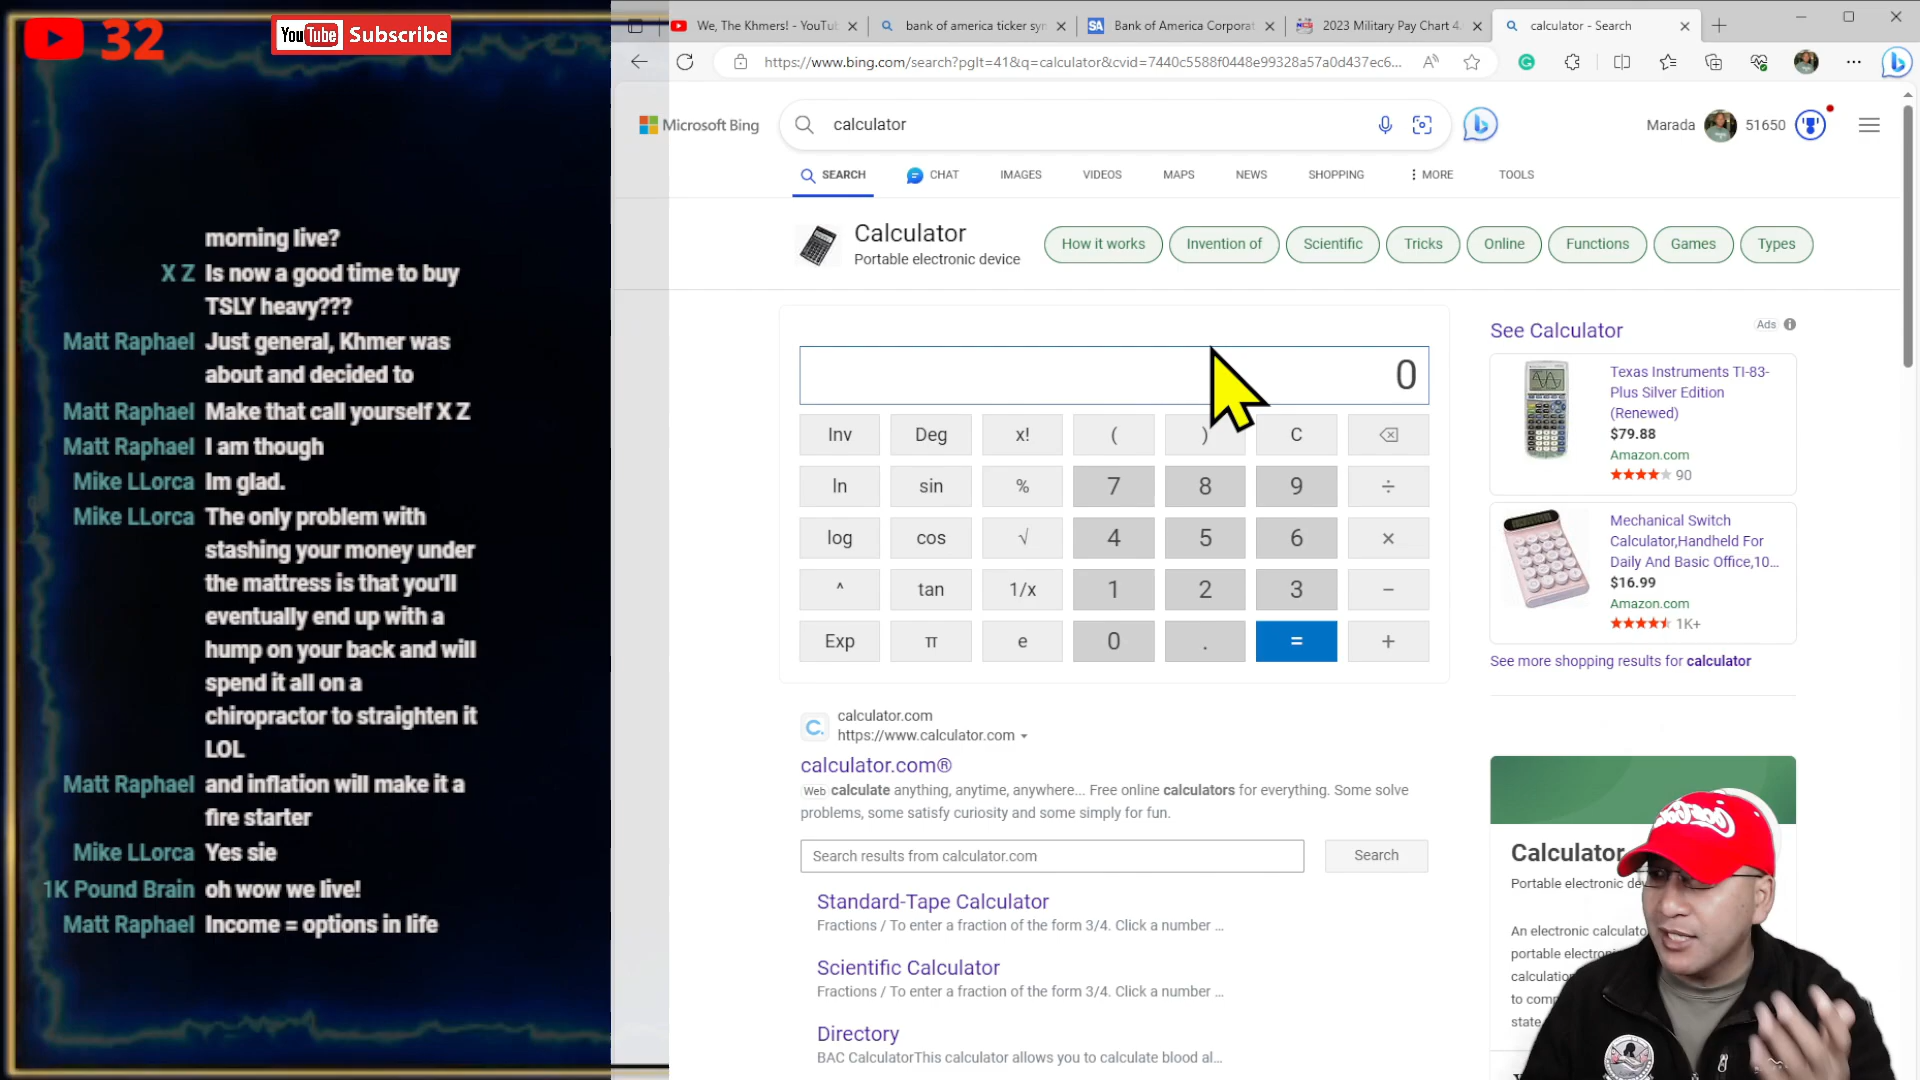 32
YouTube Subscribe
morning live?
X Z Is now a good time to buy
TSLY heavy???
Matt Raphael Just general, Khmer was
about and decided to
Matt Raphael Make that call yourself X Z
Matt Raphael I am though
Mike LLorca Im glad.
Mike LLorca The only problem with
stashing your money under
the mattress is that you'll
eventually end up with a
hump on your back and will
spend it all on a
chiropractor to straighten it
LOL
Matt Raphael and inflation will make it a
fire starter
Mike LLorca Yes sie
1K Pound Brain oh wow we live!
Matt Raphael Income = options in life
We, The Khmers! - YouTu
bank of america ticker syn
SA Bank of America Corporat
2023 Military Pay Chart 4.
calculator - Search
https://www.bing.com/search?pglt=41&q=calculator&cvid=7440c5588f0448e99328a57a0d437ec6...
Microsoft Bing
calculator
Marada 51650
SEARCH CHAT IMAGES VIDEOS MAPS NEWS SHOPPING MORE TOOLS
Calculator
Portable electronic device
How it works Invention of Scientific Tricks Online Functions Games Types
0
Inv Deg x! ( ) C
ln sin % 7 8 9 ÷
log cos √ 4 5 6 ×
^ tan 1/x 1 2 3 −
Exp π e 0 . = +
calculator.com
https://www.calculator.com
calculator.com®
Web calculate anything, anytime, anywhere... Free online calculators for everything. Some solve
problems, some satisfy curiosity and some simply for fun.
Search results from calculator.com Search
Standard-Tape Calculator
Fractions / To enter a fraction of the form 3/4. Click a number ...
Scientific Calculator
Fractions / To enter a fraction of the form 3/4. Click a number ...
Directory
BAC CalculatorThis calculator allows you to calculate blood al...
See Calculator Ads
Texas Instruments TI-83-
Plus Silver Edition
(Renewed)
$79.88
Amazon.com
90
Mechanical Switch
Calculator,Handheld For
Daily And Basic Office,10...
$16.99
Amazon.com
1K+
See more shopping results for calculator
Calculator
Portable electronic de
An electronic calculato
portable electron
calculation
to com
state
Coca-Cola